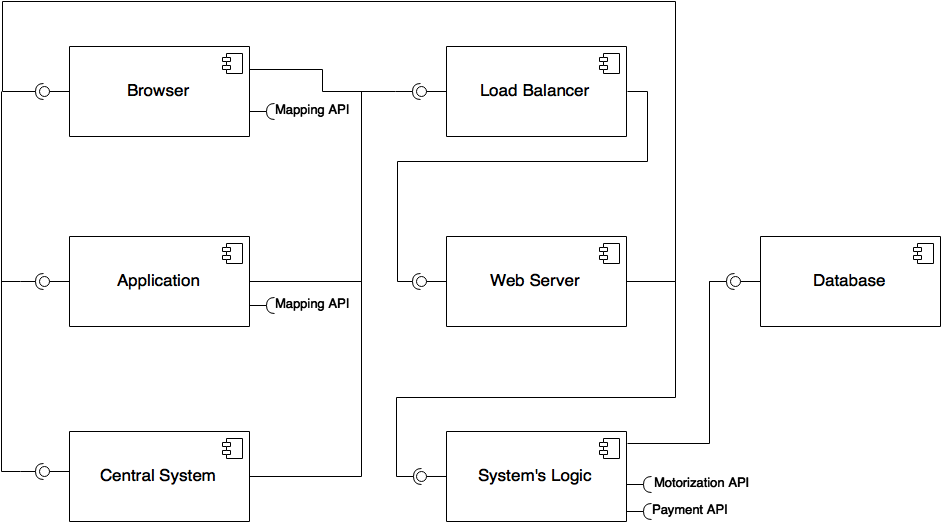 Browser
Load Balancer
Mapping API
Application
Web Server
Database
Mapping API
Central System
System's Logic
Motorization API
Payment API